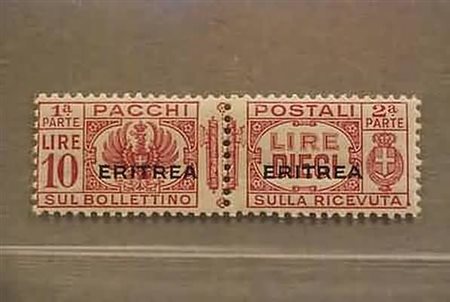 1a PACCHI POSTALI 2a
PARTE PARTE
LIRE LIRE
10 DIECI
ERITREA ERITREA
SUL BOLLETTINO SULLA RICEVUTA